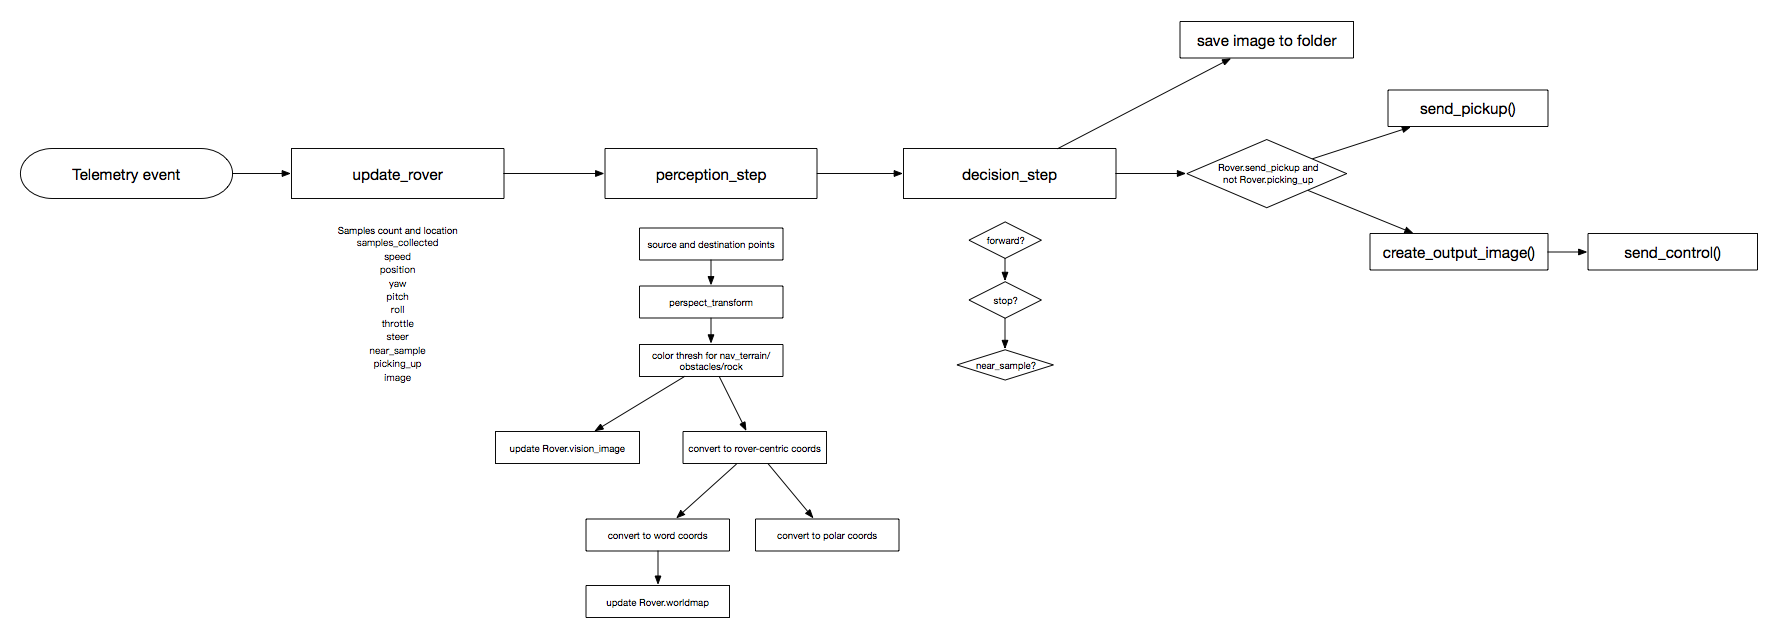 save image to folder
send_pickup()
Telemetry event
update_rover
perception_step
decision_step
Rover.send_pickup and
not Rover.picking_up
create_output_image()
send_control()
Samples count and location
samples_collected
speed
position
yaw
pitch
roll
throttle
steer
near_sample
picking_up
image
source and destination points
perspect_transform
color thresh for nav_terrain/
obstacles/rock
update Rover.vision_image
convert to rover-centric coords
convert to word coords
convert to polar coords
update Rover.worldmap
forward?
stop?
near_sample?